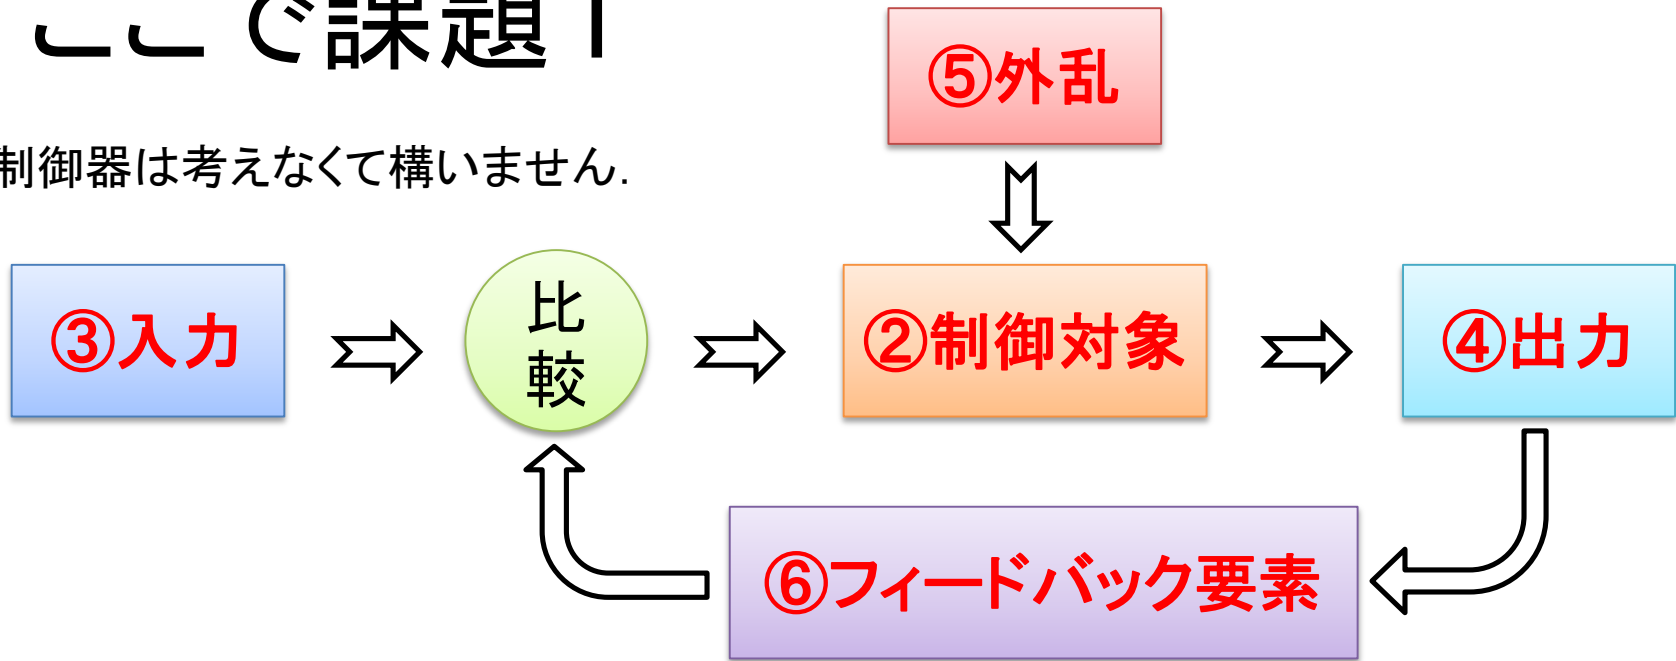 ここで課題1
制御器は考えなくて構いません.
⑤外乱
③入力
比
較
②制御対象
④出力
⑥フィードバック要素